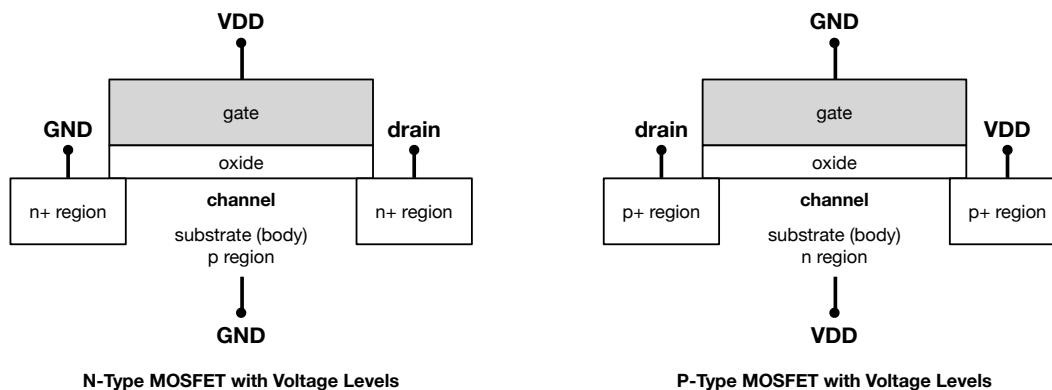 VDD
gate
GND
drain
oxide
n+ region
channel
n+ region
substrate (body)
p region
GND
N-Type MOSFET with Voltage Levels
GND
gate
drain
VDD
oxide
p+ region
channel
p+ region
substrate (body)
n region
VDD
P-Type MOSFET with Voltage Levels